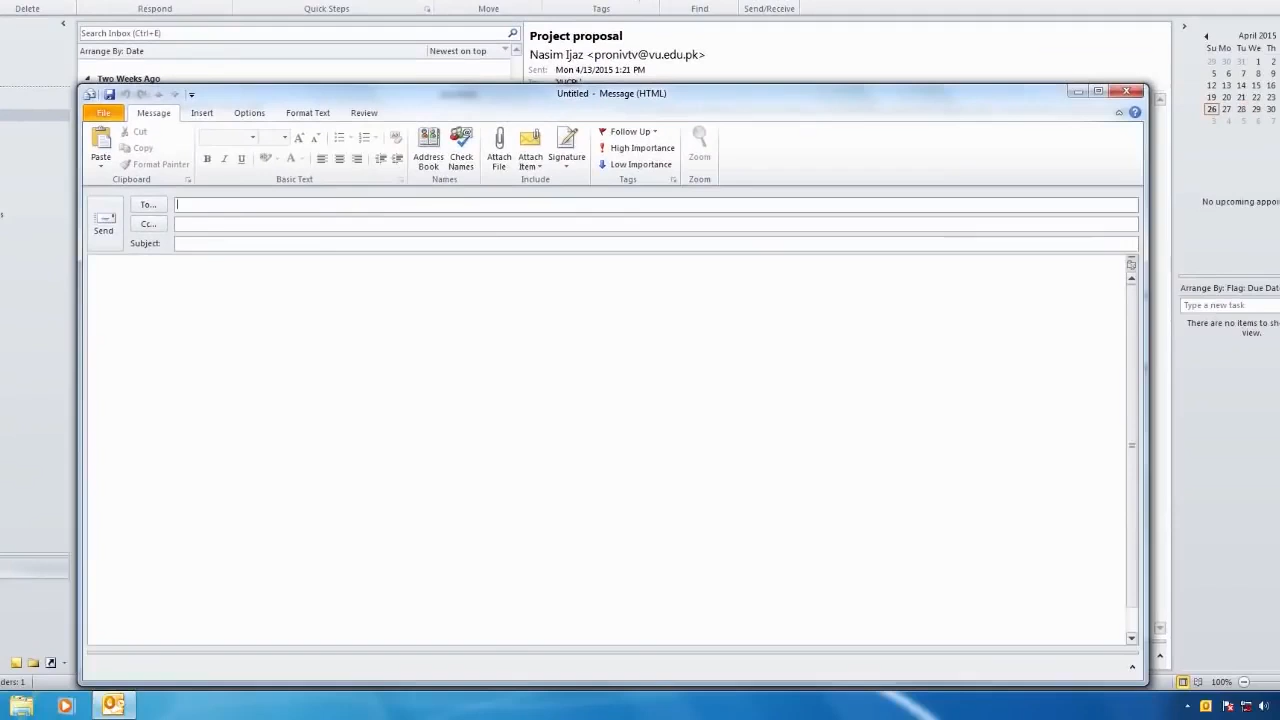 Delete Respond Quick Steps Move Tags Find Send/Receive
Search Inbox (Ctrl+E)
Arrange By: Date Newest on top
Two Weeks Ago
Project proposal
Nasim Ijaz <pronivtv@vu.edu.pk>
Sent: Mon 4/13/2015 1:21 PM
April 2015
Su Mo Tu We Th Fr
29 30 31 1 2 3
5 6 7 8 9 10
12 13 14 15 16 17
19 20 21 22 23 24
26 27 28 29 30
3 4 5 6 7
No upcoming appoi
Arrange By: Flag: Due Dat
Type a new task
There are no items to sh
view.
Untitled - Message (HTML)
File Message Insert Options Format Text Review
Paste
Cut
Copy
Format Painter
Clipboard
B I U A
Basic Text
Address
Book
Check
Names
Names
Attach
File
Attach
Item
Signature
Include
Follow Up
High Importance
Low Importance
Tags
Zoom
Zoom
Send
To...
Cc...
Subject:
s
ders: 1
100%